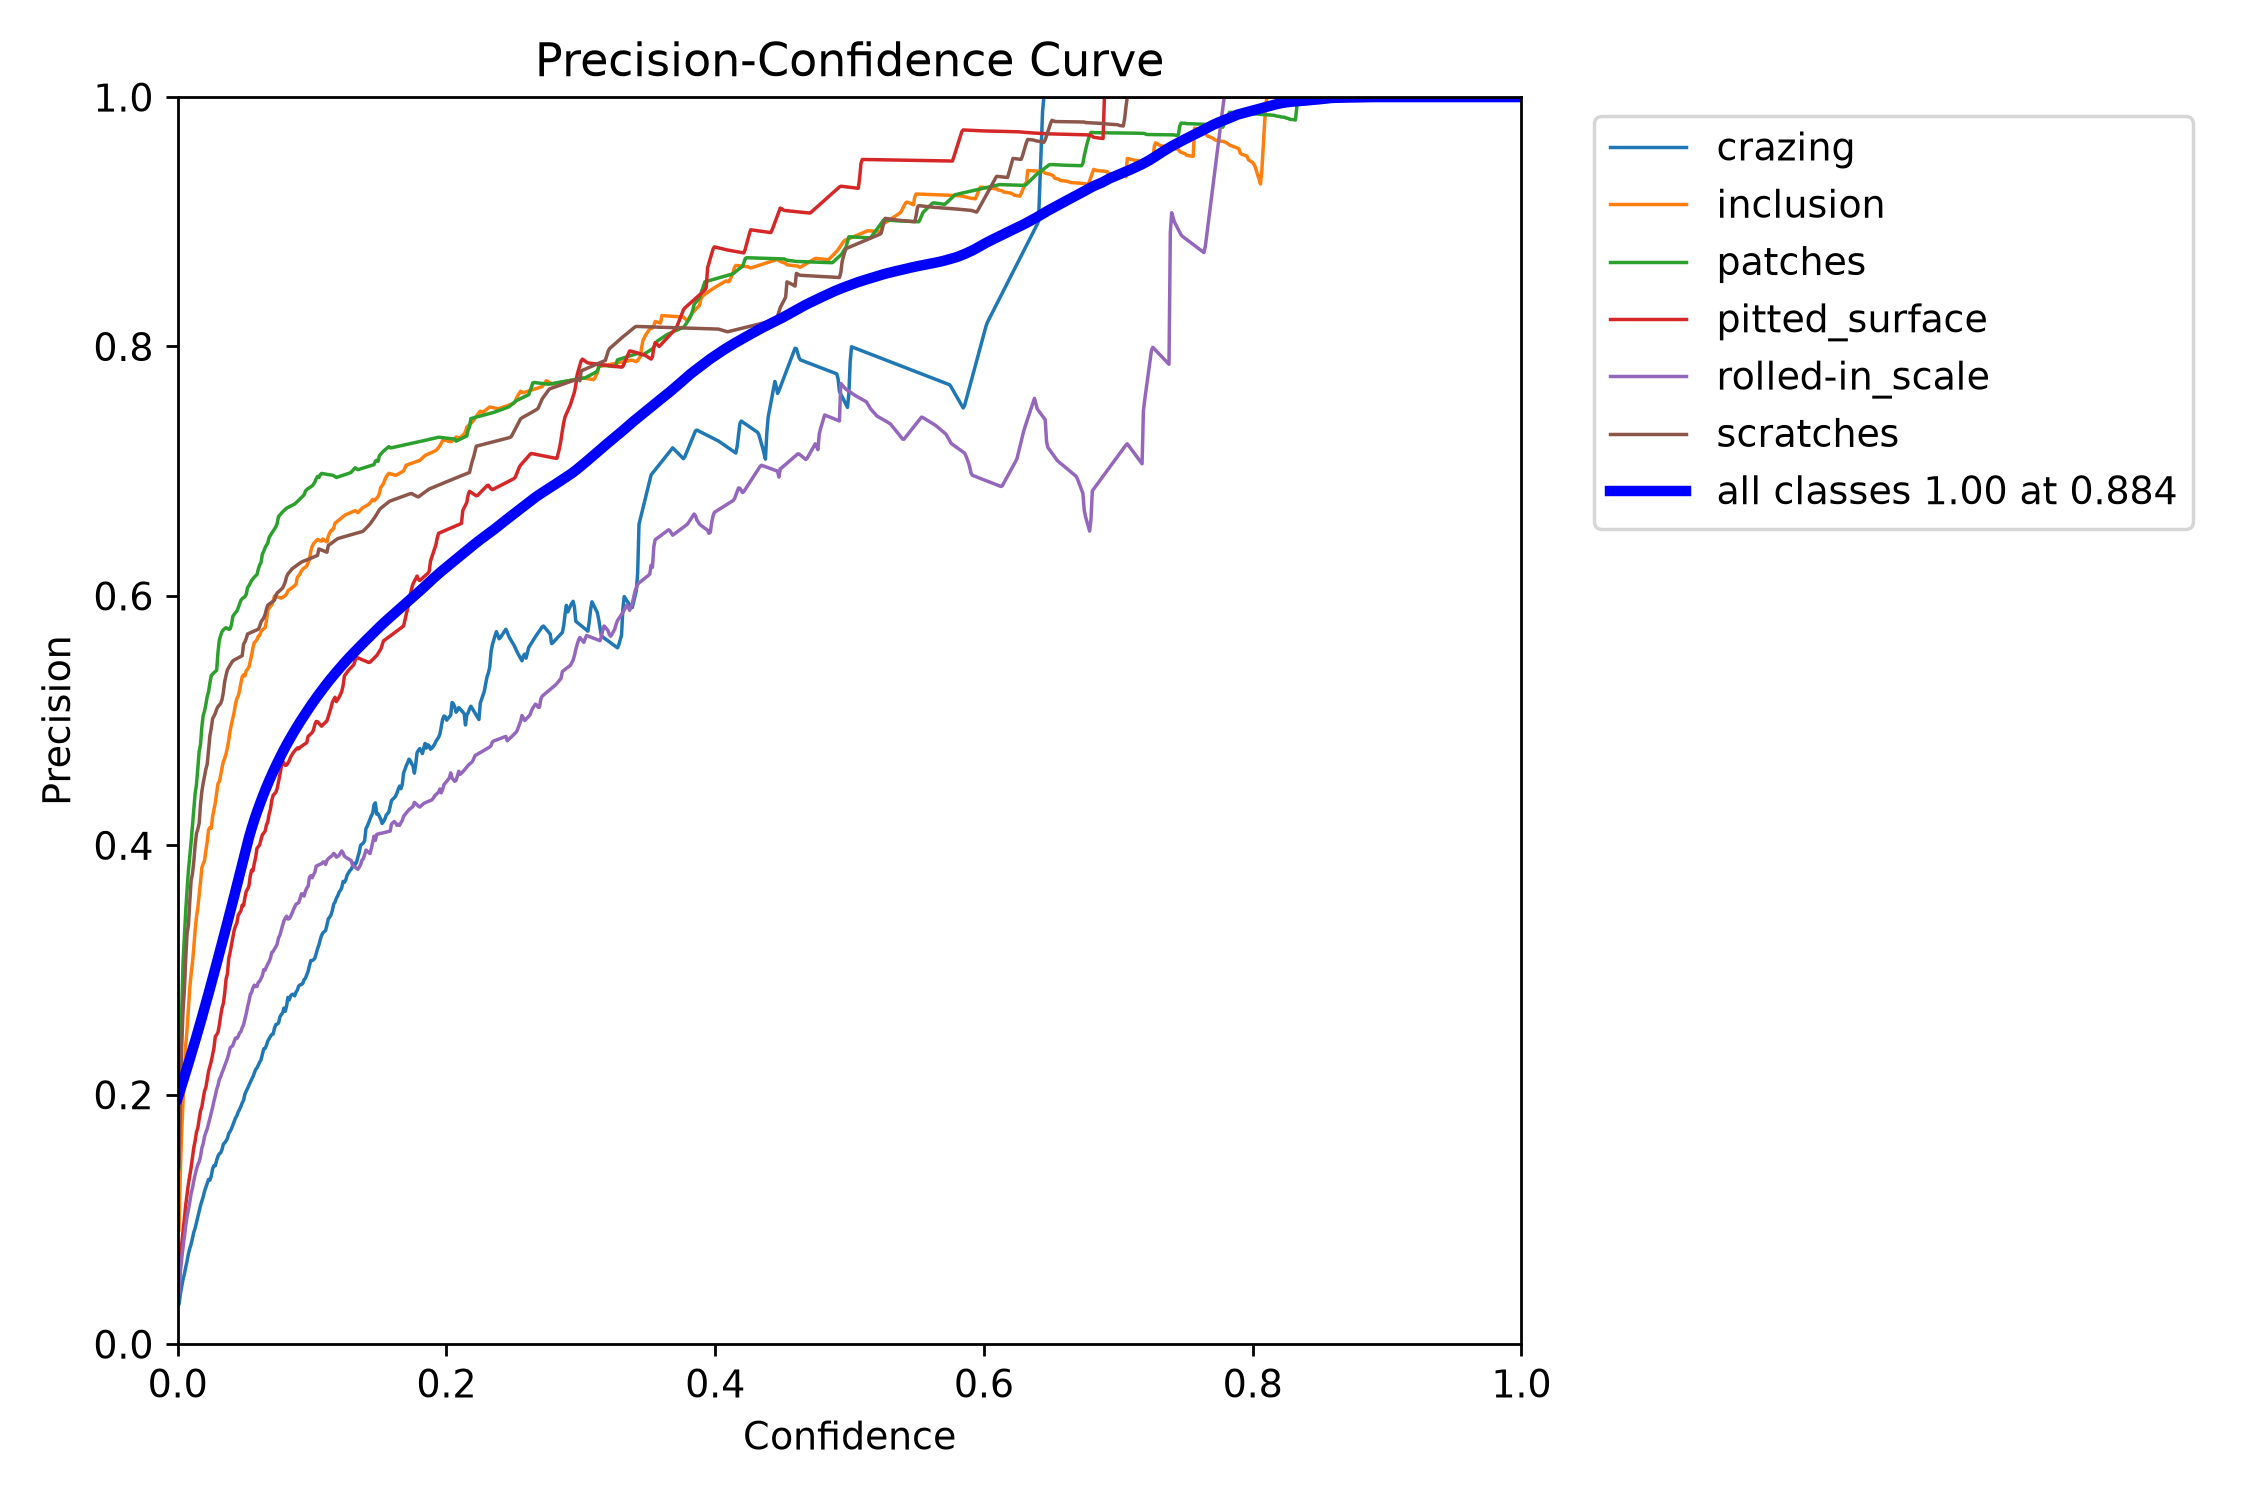 Precision-Confidence Curve
1.0
0.8
0.6
0.4
0.2
0.0
Precision
0.0 0.2 0.4 0.6 0.8 1.0
Confidence
crazing
inclusion
patches
pitted_surface
rolled-in_scale
scratches
all classes 1.00 at 0.884